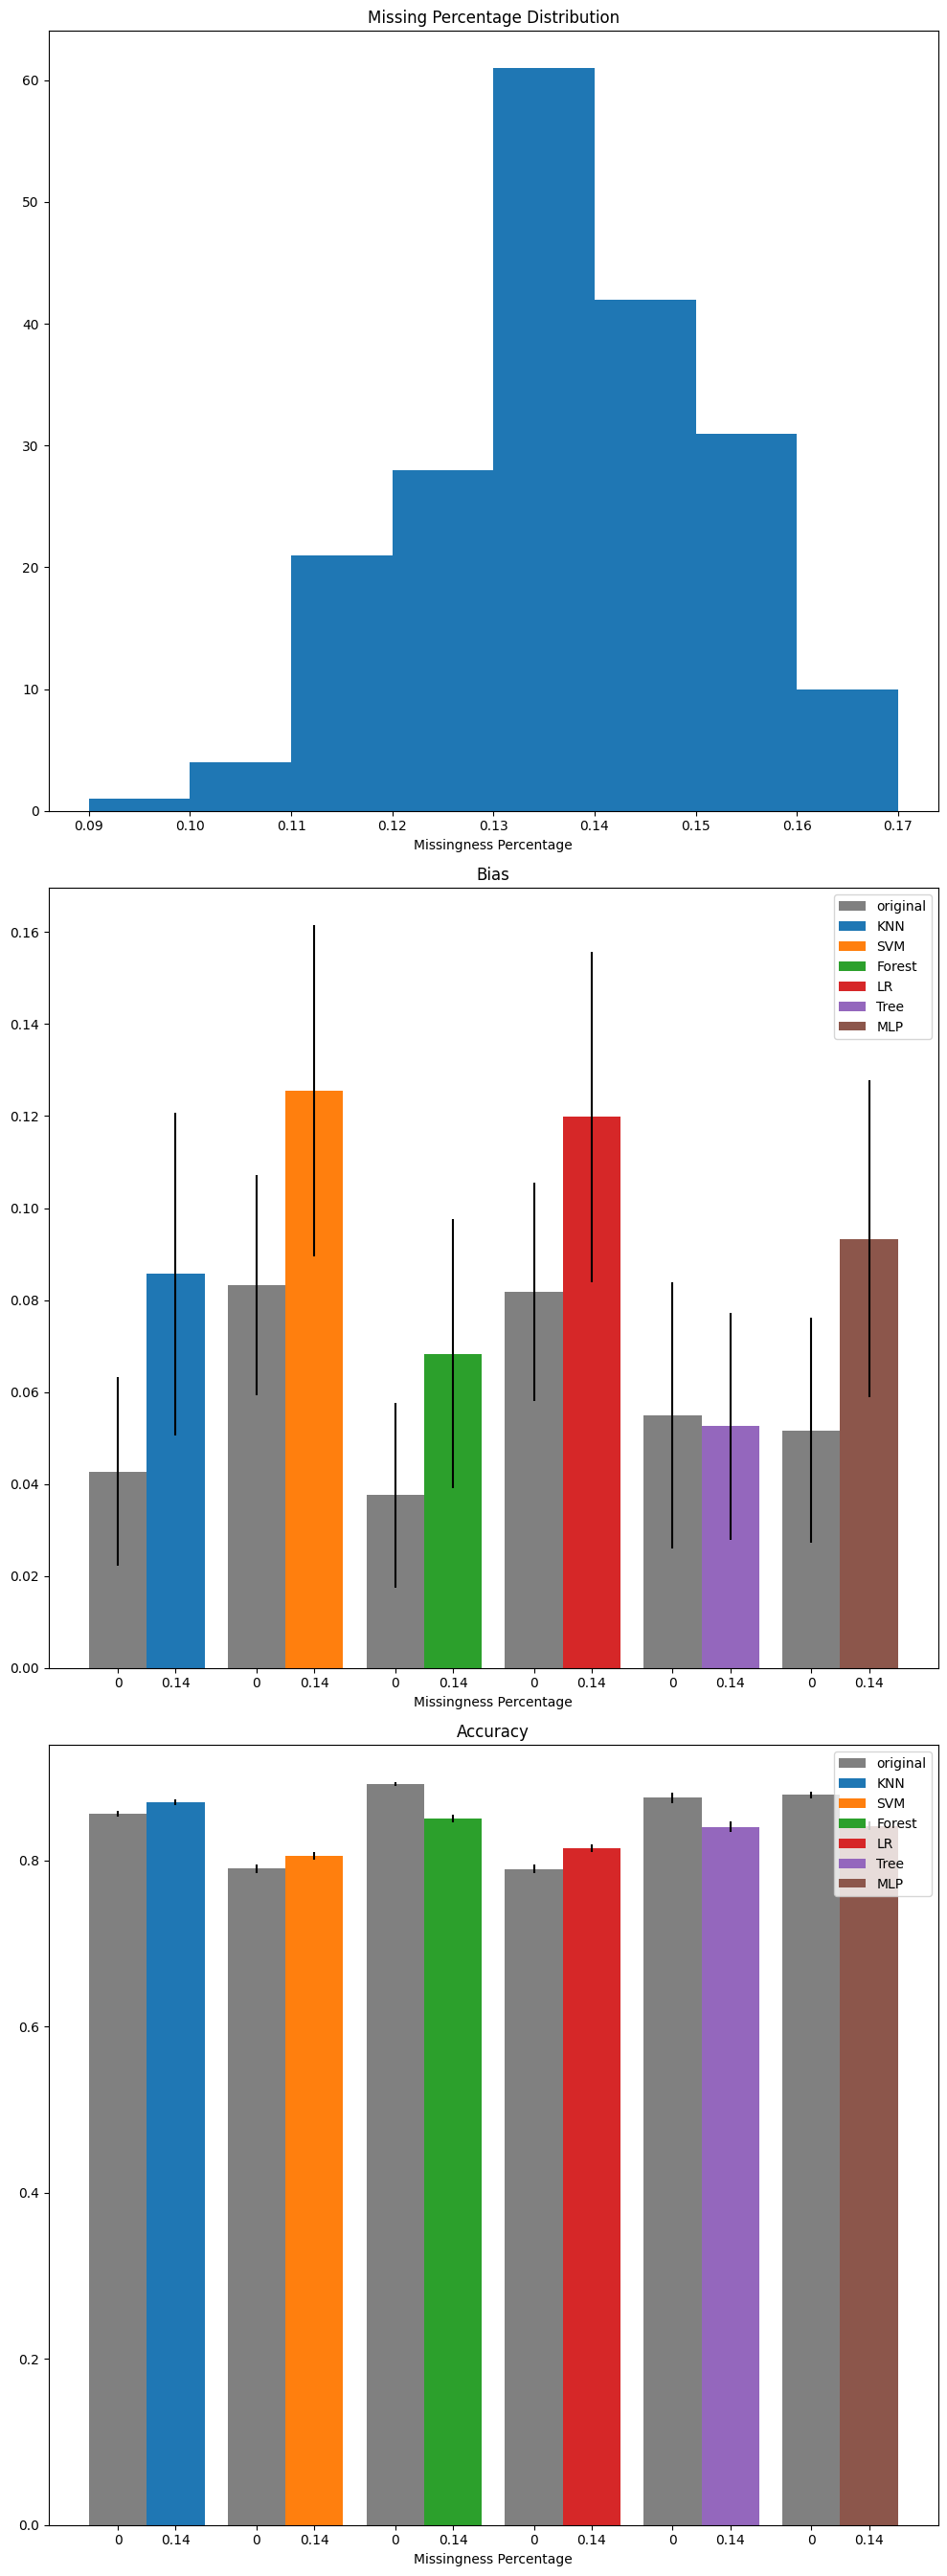 Missing Percentage Distribution
60
50
40
30
20
10
0
0.09 0.10 0.11 0.12 0.13 0.14 0.15 0.16 0.17
Missingness Percentage
Bias
original
KNN
SVM
Forest
LR
Tree
MLP
0.16
0.14
0.12
0.10
0.08
0.06
0.04
0.02
0.00
0 0.14 0 0.14 0 0.14 0 0.14 0 0.14 0 0.14
Missingness Percentage
Accuracy
original
KNN
SVM
Forest
LR
Tree
MLP
0.8
0.6
0.4
0.2
0.0
0 0.14 0 0.14 0 0.14 0 0.14 0 0.14 0 0.14
Missingness Percentage